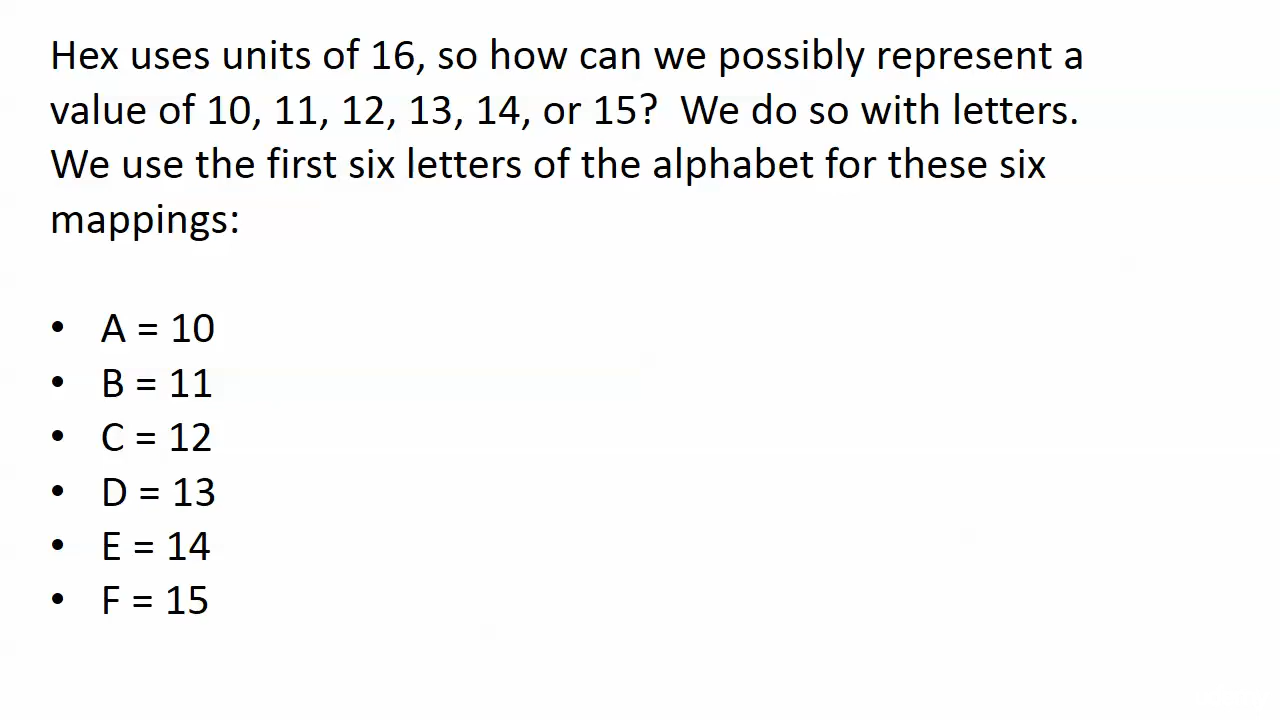 Hex uses units of 16, so how can we possibly represent a
value of 10, 11, 12, 13, 14, or 15?  We do so with letters.
We use the first six letters of the alphabet for these six
mappings:
• A = 10
• B = 11
• C = 12
• D = 13
• E = 14
• F = 15